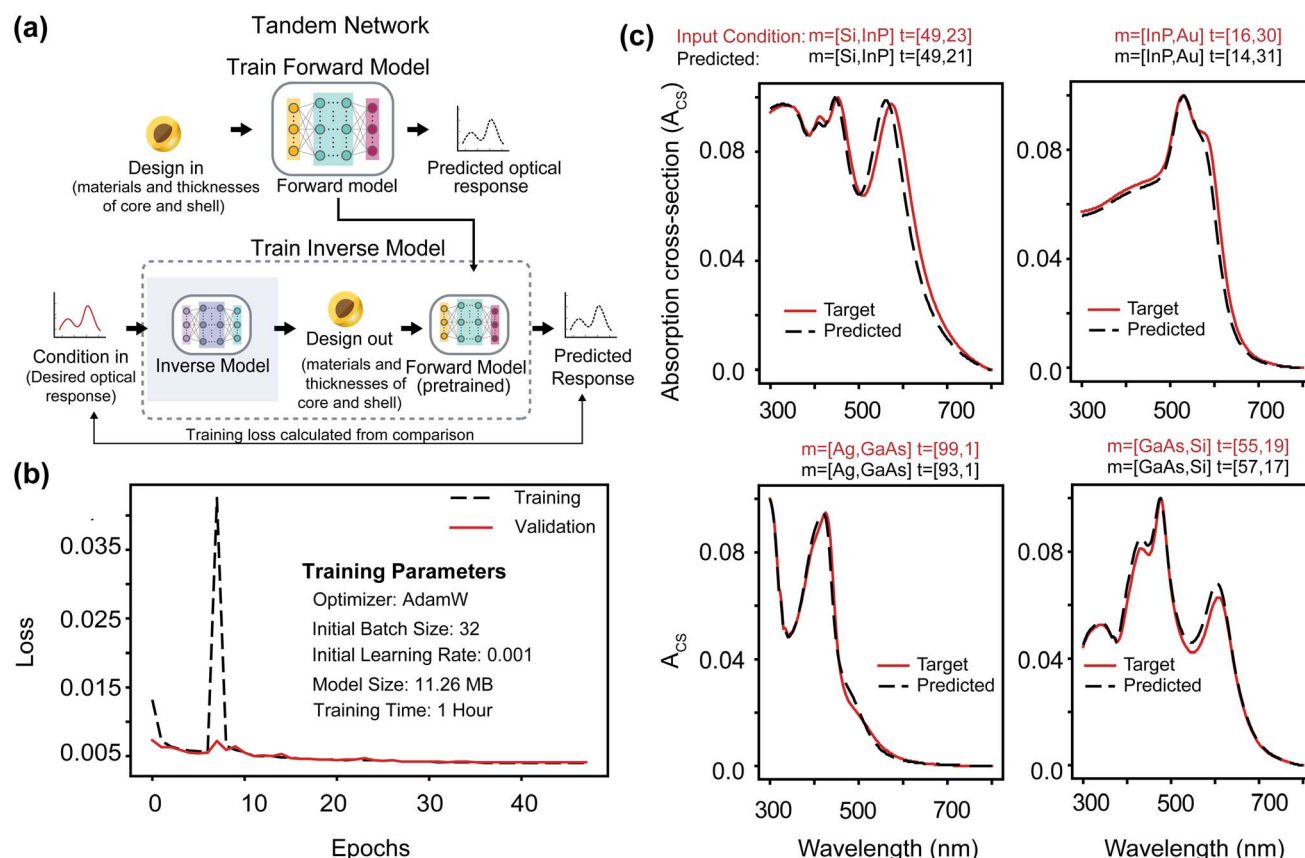 (a)
Tandem Network
Train Forward Model
Design in
(materials and thicknesses
of core and shell)
Forward model
Predicted optical
response
Train Inverse Model
Condition in
(Desired optical
response)
Inverse Model
Design out
(materials and
thicknesses of
core and shell)
Forward Model
(pretrained)
Predicted
Response
Training loss calculated from comparison
(b)
Loss
0.035
0.025
0.015
0.005
Training
Validation
Training Parameters
Optimizer: AdamW
Initial Batch Size: 32
Initial Learning Rate: 0.001
Model Size: 11.26 MB
Training Time: 1 Hour
0 10 20 30 40
Epochs
(c)
Input Condition: m=[Si,InP] t=[49,23]
Predicted: m=[Si,InP] t=[49,21]
Absorption cross-section (A_CS)
0.08
0.04
0.0
Target
Predicted
300 500 700
m=[InP,Au] t=[16,30]
m=[InP,Au] t=[14,31]
0.08
0.04
0.0
Target
Predicted
300 500 700
m=[Ag,GaAs] t=[99,1]
m=[Ag,GaAs] t=[93,1]
A_CS
0.08
0.04
0.0
Target
Predicted
300 500 700
Wavelength (nm)
m=[GaAs,Si] t=[55,19]
m=[GaAs,Si] t=[57,17]
0.08
0.04
0.0
Target
Predicted
300 500 700
Wavelength (nm)